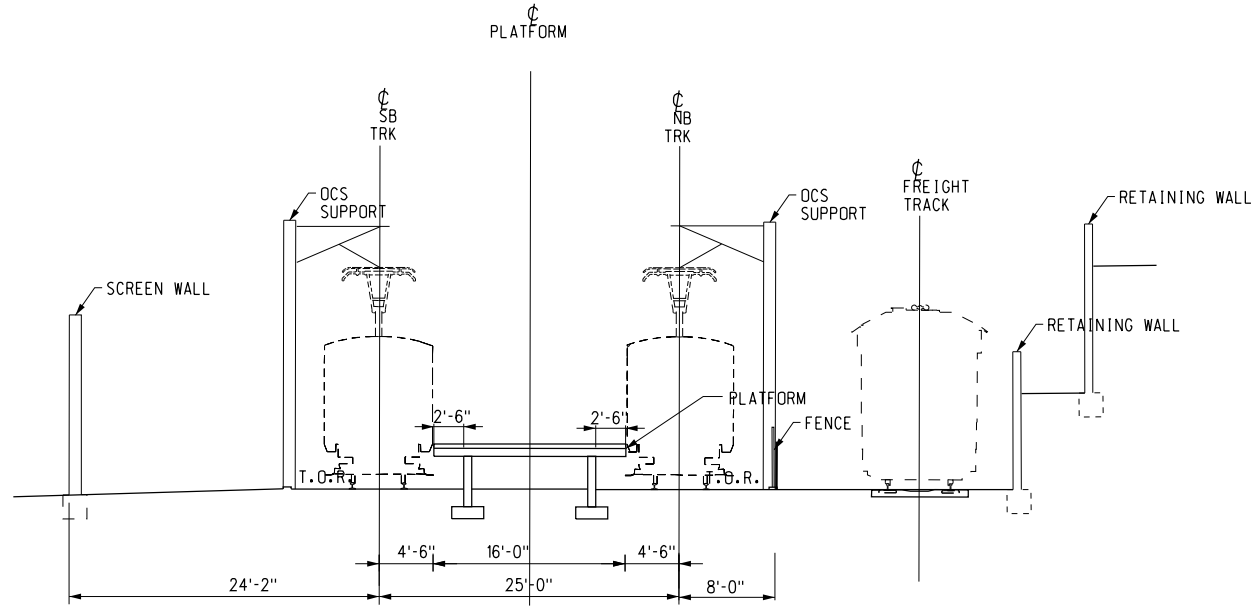 ℄
PLATFORM
℄
SB
TRK
℄
NB
TRK
℄
FREIGHT
TRACK
OCS
SUPPORT
OCS
SUPPORT
RETAINING WALL
SCREEN WALL
RETAINING WALL
2'-6"
2'-6"
PLATFORM
FENCE
T.O.R.
T.O.R.
4'-6"
16'-0"
4'-6"
24'-2"
25'-0"
8'-0"